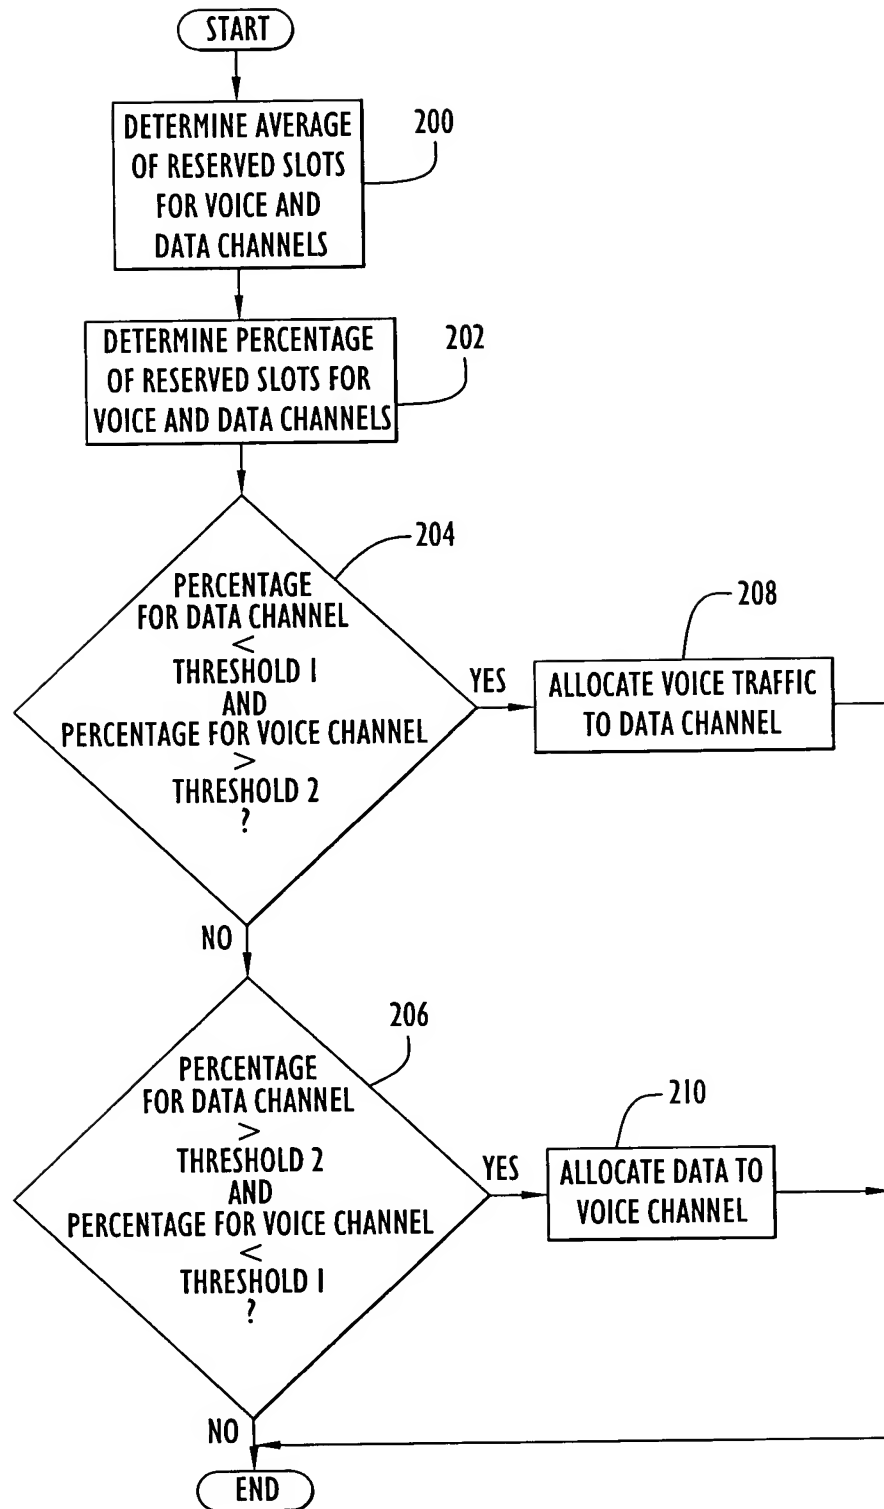 START
DETERMINE AVERAGE
OF RESERVED SLOTS
FOR VOICE AND
DATA CHANNELS
200
DETERMINE PERCENTAGE
OF RESERVED SLOTS FOR
VOICE AND DATA CHANNELS
202
204
PERCENTAGE
FOR DATA CHANNEL
<
THRESHOLD 1
AND
PERCENTAGE FOR VOICE CHANNEL
>
THRESHOLD 2
?
YES
208
ALLOCATE VOICE TRAFFIC
TO DATA CHANNEL
NO
206
PERCENTAGE
FOR DATA CHANNEL
>
THRESHOLD 2
AND
PERCENTAGE FOR VOICE CHANNEL
<
THRESHOLD 1
?
YES
210
ALLOCATE DATA TO
VOICE CHANNEL
NO
END